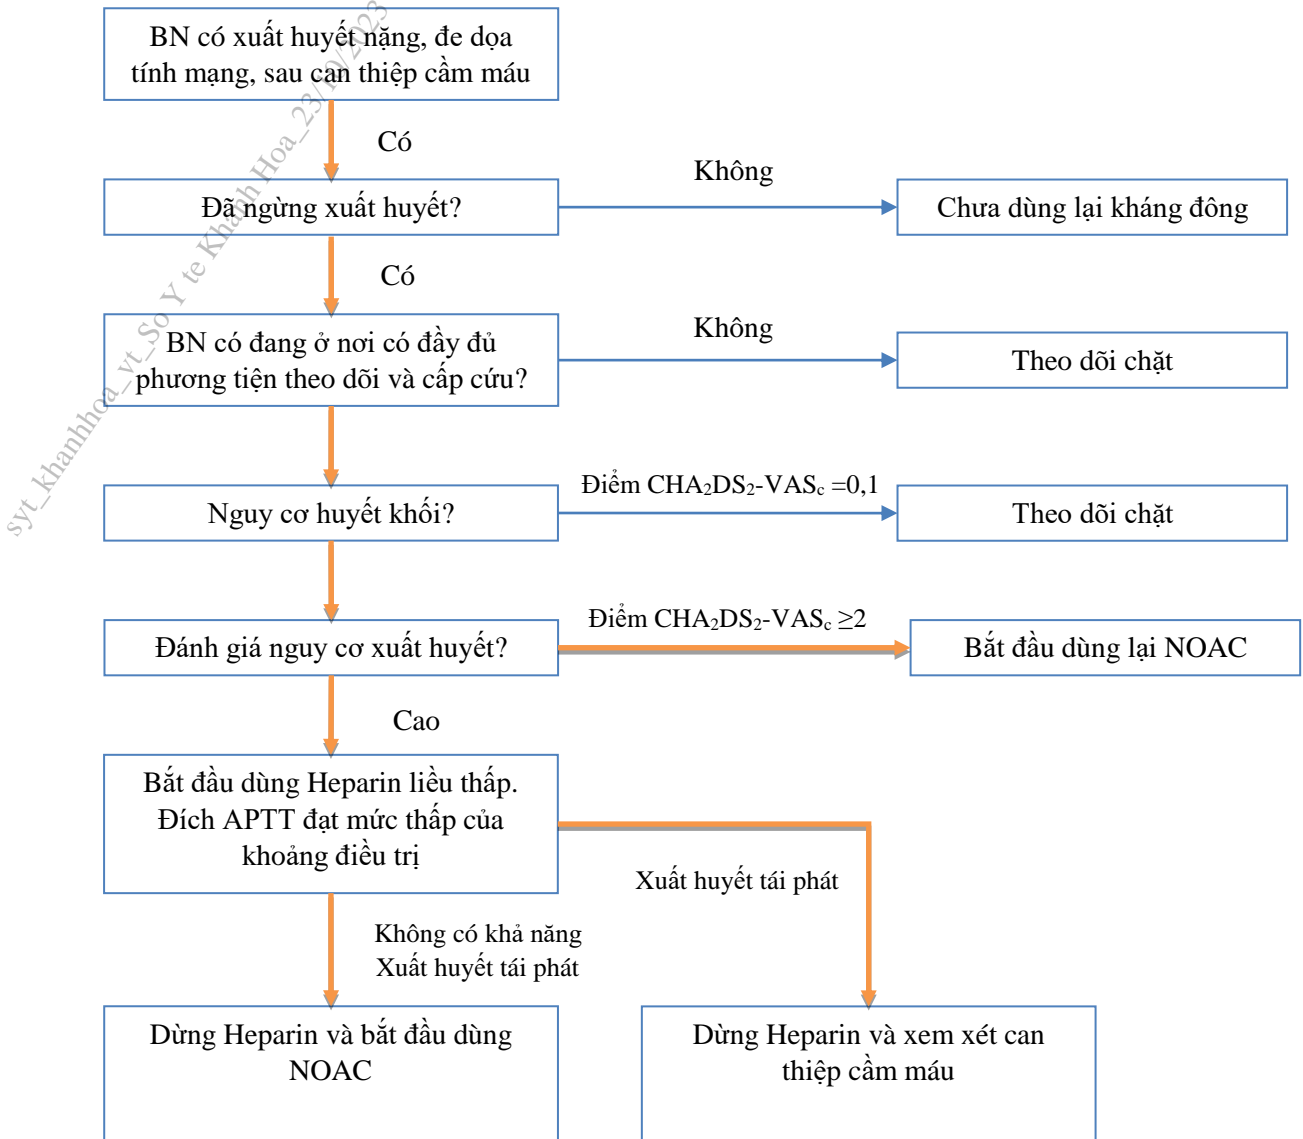 BN có xuất huyết nặng, đe dọa
tính mạng, sau can thiệp cầm máu
Có
Không
Đã ngừng xuất huyết?
Chưa dùng lại kháng đông
Có
Không
BN có đang ở nơi có đầy đủ
phương tiện theo dõi và cấp cứu?
Theo dõi chặt
Điểm CHA₂DS₂-VASc =0,1
Nguy cơ huyết khối?
Theo dõi chặt
Điểm CHA₂DS₂-VASc ≥2
Đánh giá nguy cơ xuất huyết?
Bắt đầu dùng lại NOAC
Cao
Bắt đầu dùng Heparin liều thấp.
Đích APTT đạt mức thấp của
khoảng điều trị
Xuất huyết tái phát
Không có khả năng
Xuất huyết tái phát
Dừng Heparin và bắt đầu dùng
NOAC
Dừng Heparin và xem xét can
thiệp cầm máu
syt_khanhhoa_vt_So Y te Khanh Hoa_23/10/2023